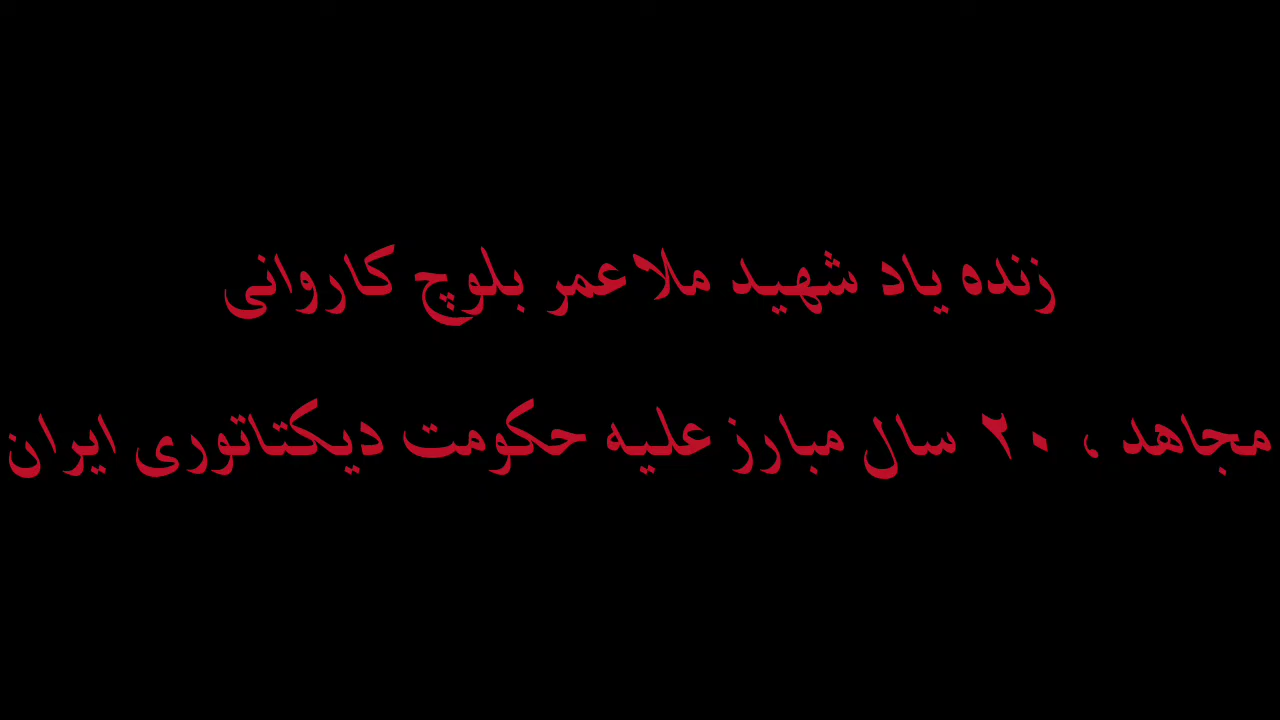 زنده یاد شهید ملاعمر بلوچ کاروانی
مجاهد ، ۲۰ سال مبارز علیه حکومت دیکتاتوری ایران